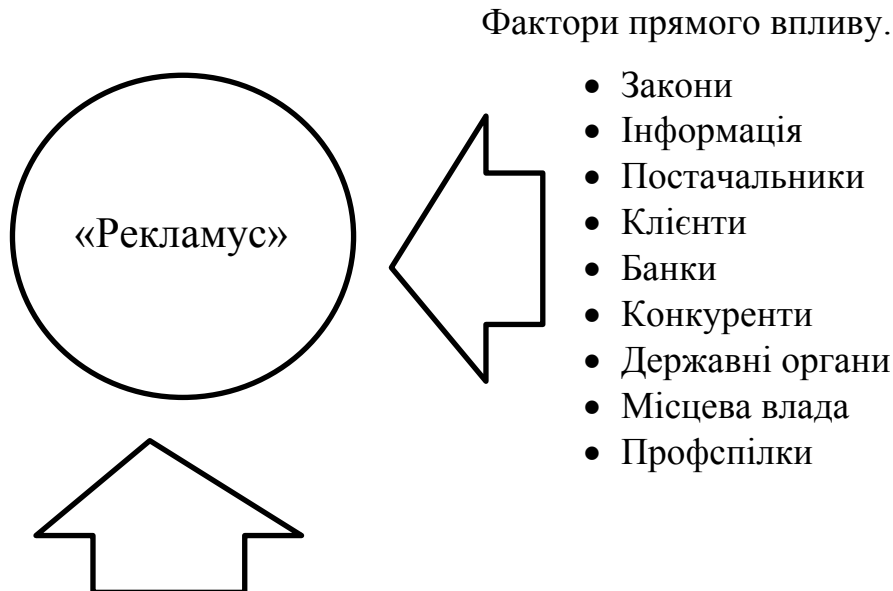 Фактори прямого впливу.
• Закони
• Інформація
• Постачальники
• Клієнти
• Банки
• Конкуренти
• Державні органи
• Місцева влада
• Профспілки
«Рекламус»